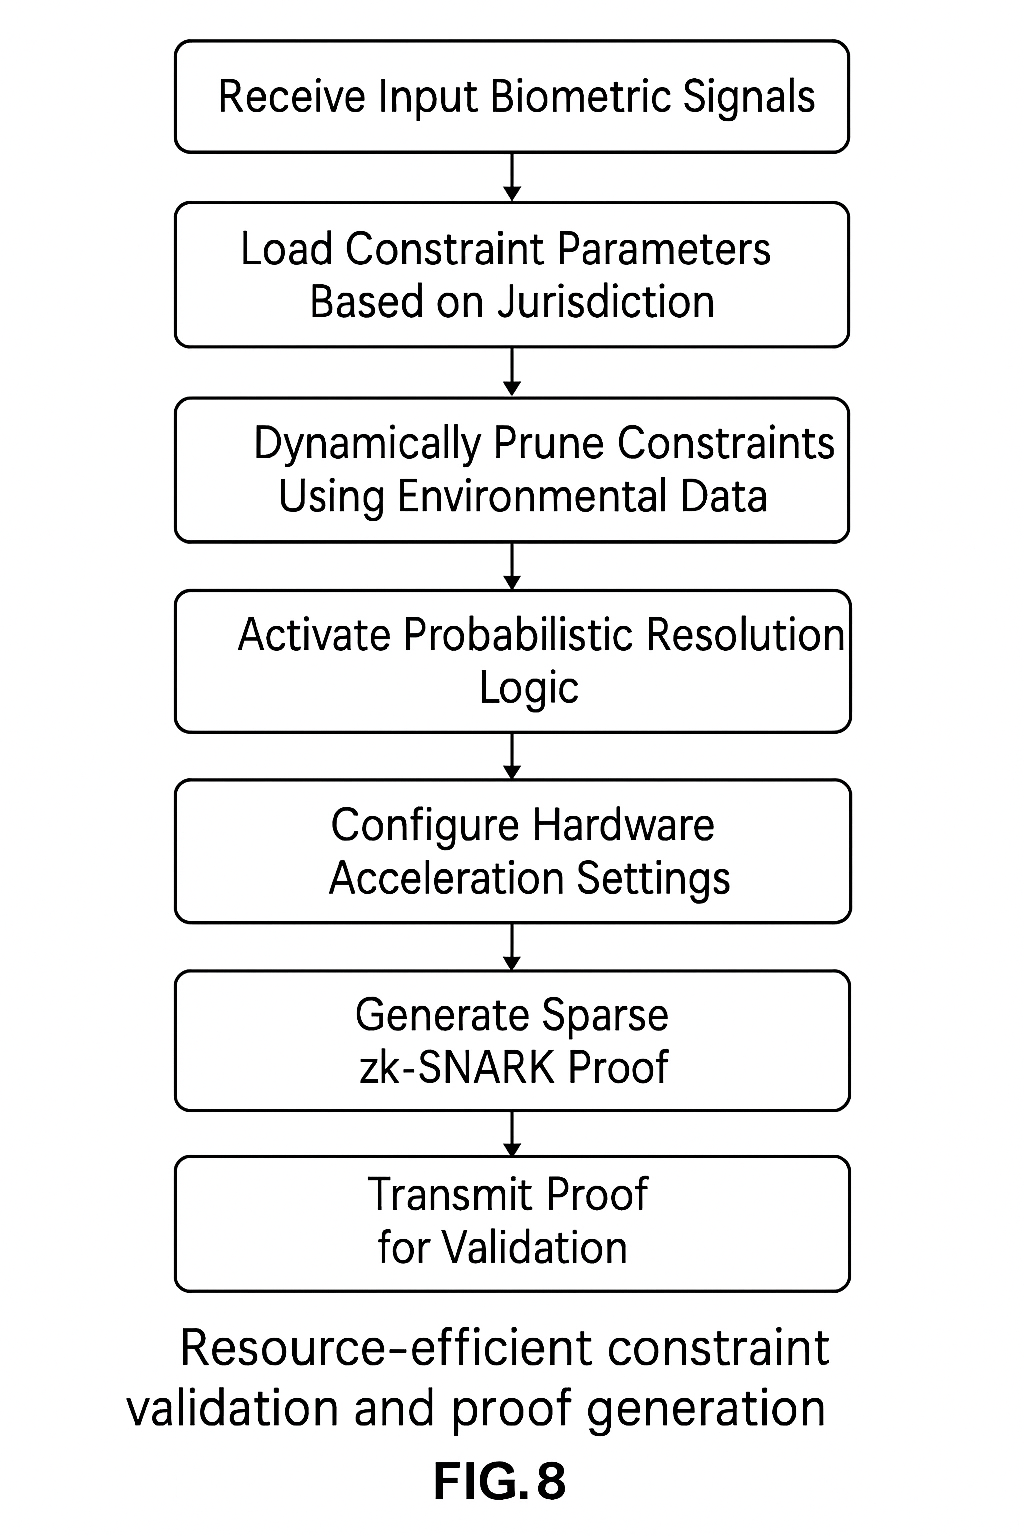 Receive Input Biometric Signals
Load Constraint Parameters
Based on Jurisdiction
Dynamically Prune Constraints
Using Environmental Data
Activate Probabilistic Resolution
Logic
Configure Hardware
Acceleration Settings
Generate Sparse
zk-SNARK Proof
Transmit Proof
for Validation
Resource-efficient constraint
validation and proof generation
FIG. 8